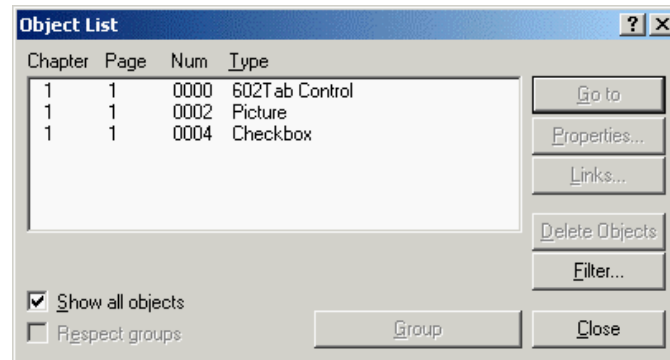 Object List
Chapter Page Num Type
1 1 0000 602Tab Control
1 1 0002 Picture
1 1 0004 Checkbox
Go to
Properties...
Links...
Delete Objects
Filter...
Show all objects
Respect groups
Group
Close